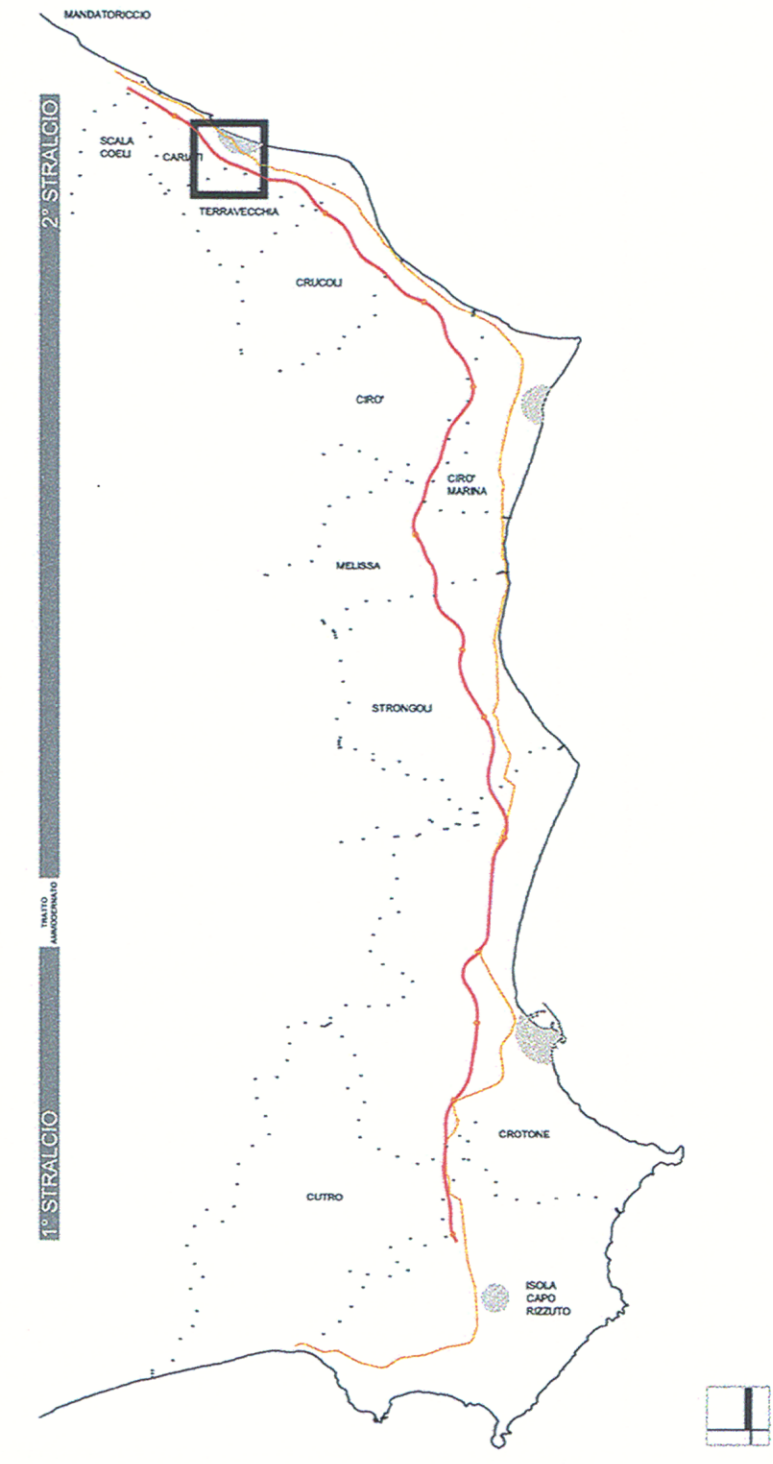 MANDATORICCIO
2° STRALCIO
SCALA
COELI
CARIATI
TERRAVECCHIA
CRUCOLI
CIRO'
CIRO'
MARINA
MELISSA
STRONGOLI
TRATTO
AMMODERNATO
1° STRALCIO
CROTONE
CUTRO
ISOLA
CAPO
RIZZUTO